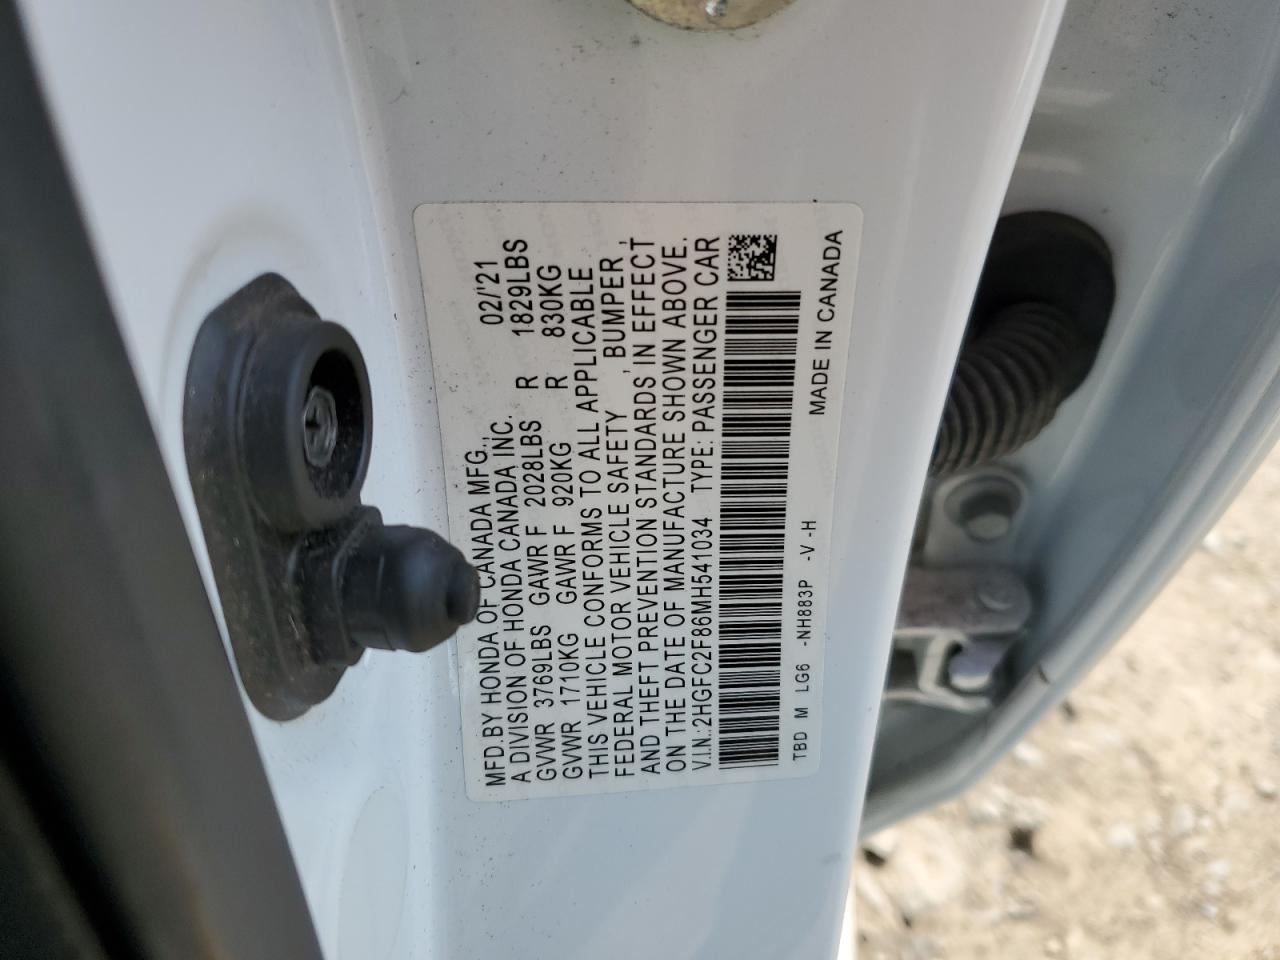 MFD.BY HONDA OF CANADA MFG., 02/'21
A DIVISION OF HONDA CANADA INC.
GVWR 3769LBS GAWR F 2028LBS R 1829LBS
GVWR 1710KG GAWR F 920KG R 830KG
THIS VEHICLE CONFORMS TO ALL APPLICABLE
FEDERAL MOTOR VEHICLE SAFETY , BUMPER ,
AND THEFT PREVENTION STANDARDS IN EFFECT
ON THE DATE OF MANUFACTURE SHOWN ABOVE.
V.I.N.:2HGFC2F86MH541034 TYPE: PASSENGER CAR
TBD M LG6 -NH883P -V -H
MADE IN CANADA